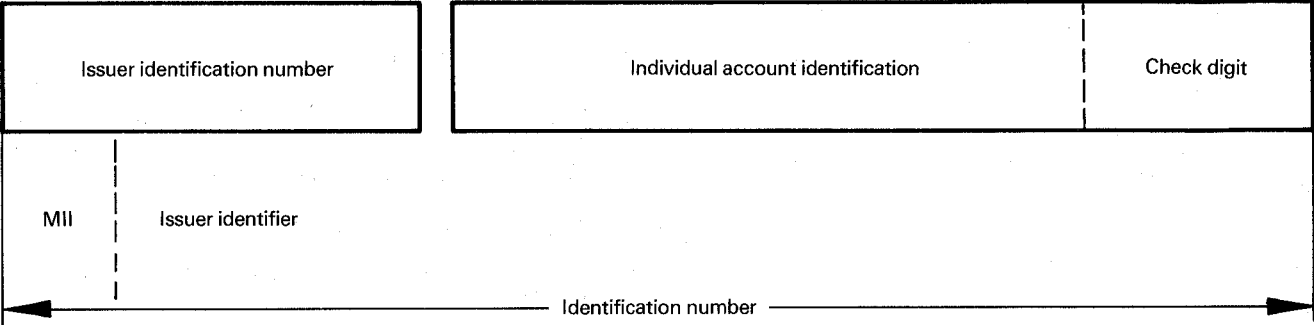 Issuer identification number
Individual account identification
Check digit
MII
Issuer identifier
Identification number